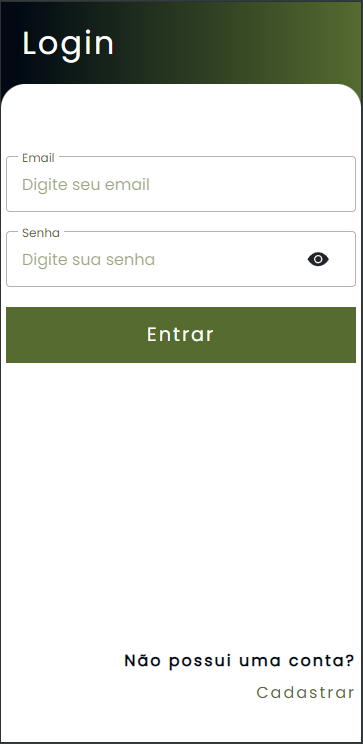 Login
Email
Digite seu email
Senha
Digite sua senha
Entrar
Não possui uma conta?
Cadastrar